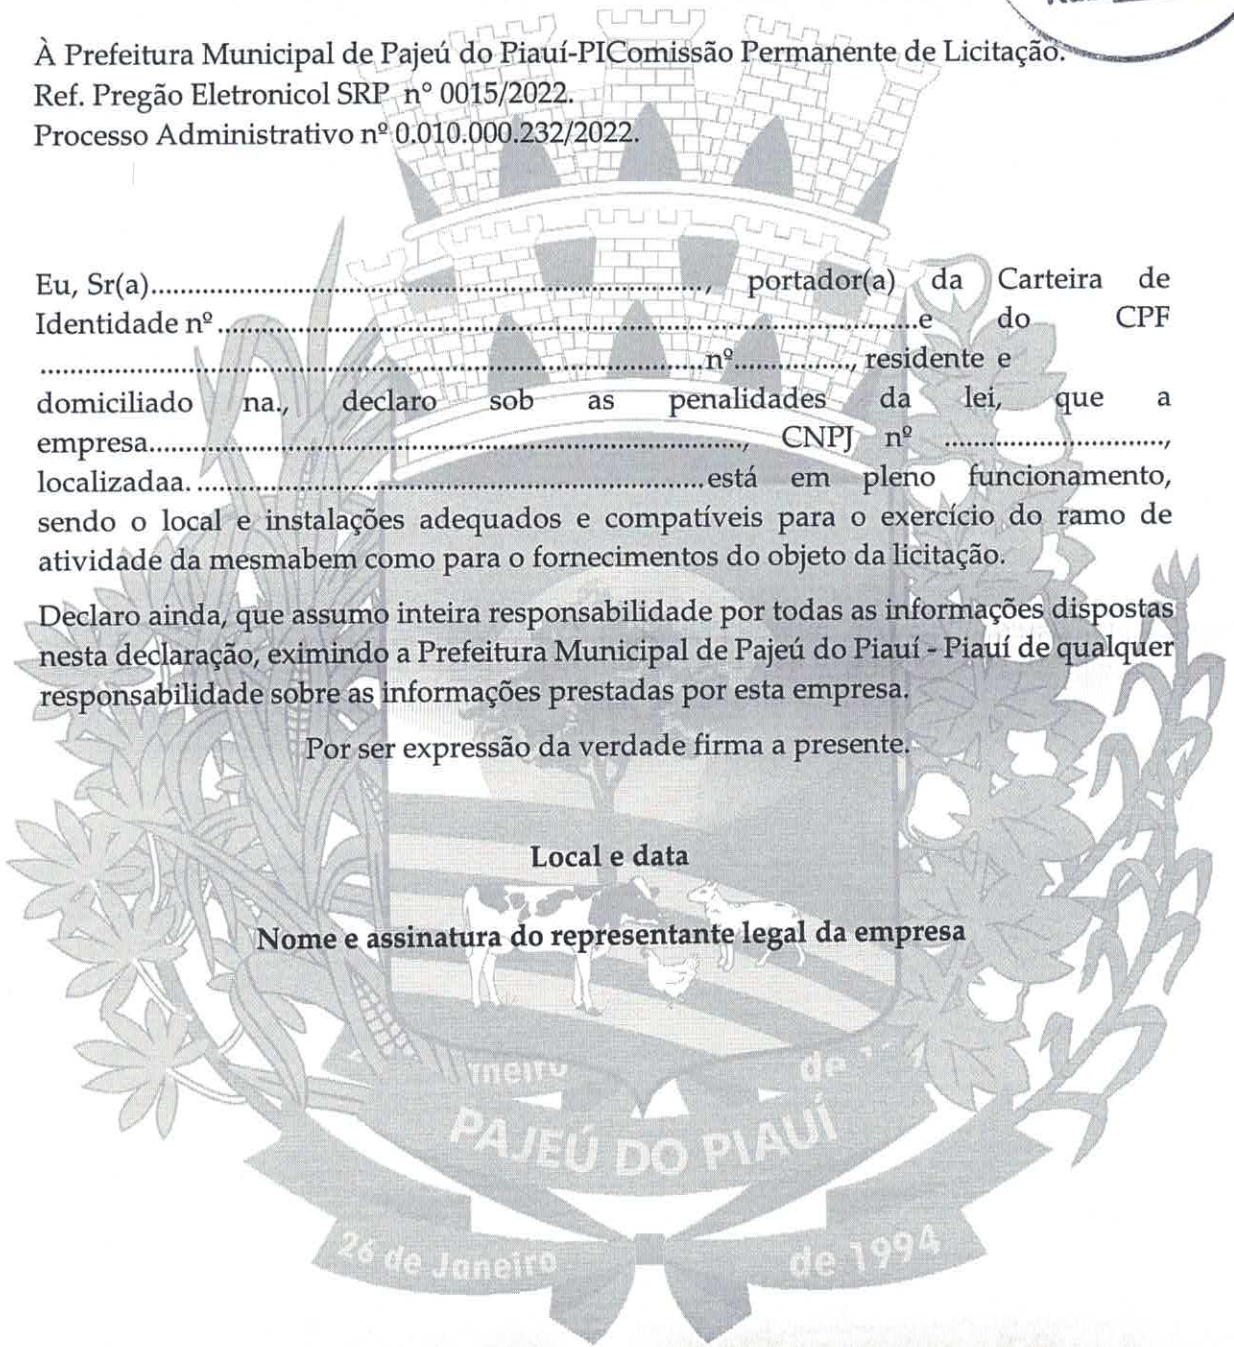 À Prefeitura Municipal de Pajeú do Piauí-PIComissão Permanente de Licitação.
Ref. Pregão Eletronicol SRP nº 0015/2022.
Processo Administrativo nº 0.010.000.232/2022.
Eu, Sr(a)..........................................................................., portador(a) da Carteira de
Identidade nº ..............................................................................................e do CPF
.........................................................................................nº................, residente e
domiciliado na., declaro sob as penalidades da lei, que a
empresa................................................................................, CNPJ nº ..............................,
localizadaa. .....................................................................está em pleno funcionamento,
sendo o local e instalações adequados e compatíveis para o exercício do ramo de
atividade da mesmabem como para o fornecimentos do objeto da licitação.
Declaro ainda, que assumo inteira responsabilidade por todas as informações dispostas
nesta declaração, eximindo a Prefeitura Municipal de Pajeú do Piauí - Piauí de qualquer
responsabilidade sobre as informações prestadas por esta empresa.
Por ser expressão da verdade firma a presente.
Local e data
Nome e assinatura do representante legal da empresa
PAJEÚ DO PIAUÍ
26 de Janeiro de 1994